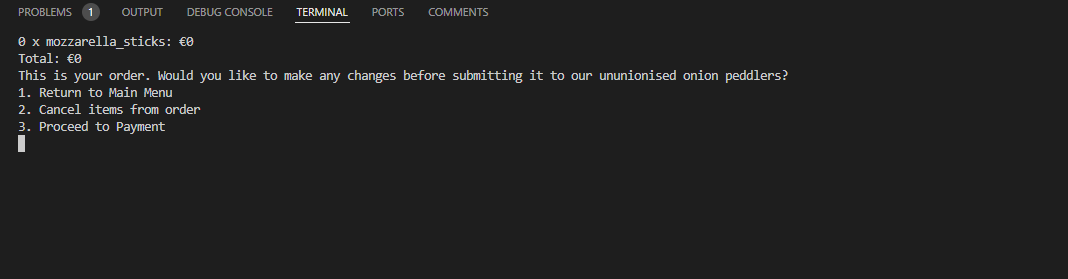 PROBLEMS 1 OUTPUT DEBUG CONSOLE TERMINAL PORTS COMMENTS
0 x mozzarella_sticks: €0
Total: €0
This is your order. Would you like to make any changes before submitting it to our ununionised onion peddlers?
1. Return to Main Menu
2. Cancel items from order
3. Proceed to Payment